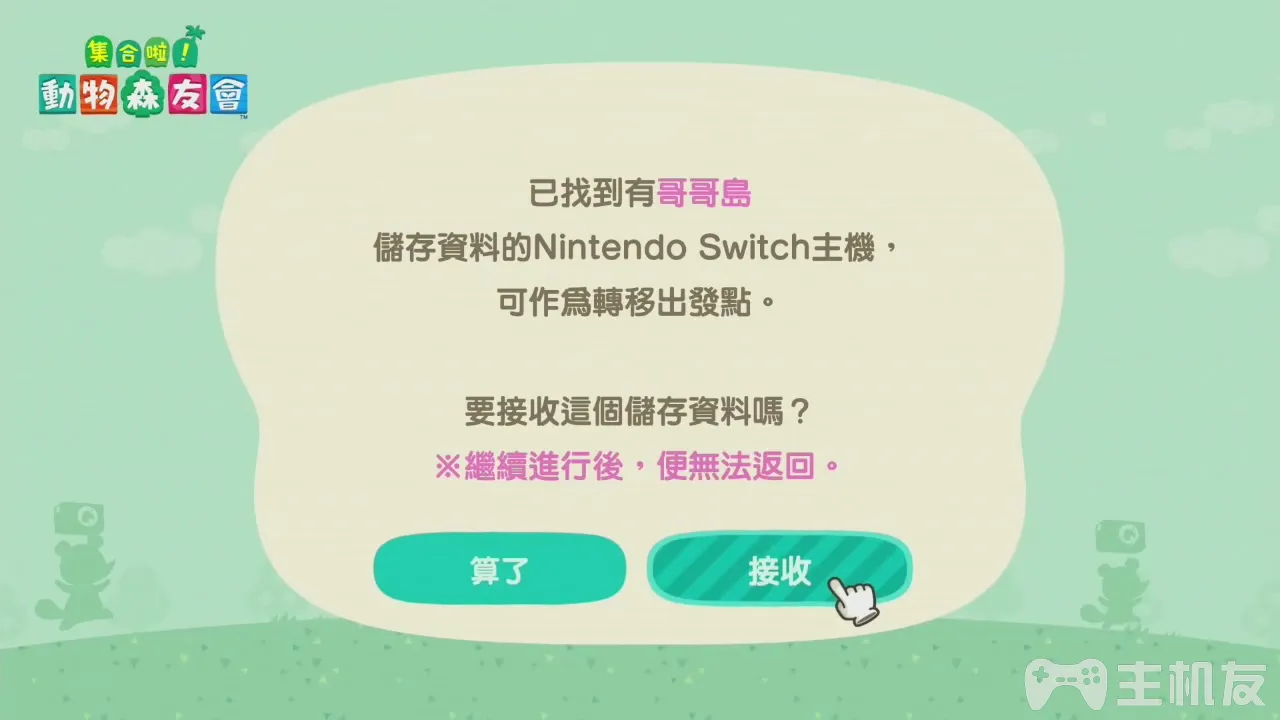 集合啦！
動物森友會
TM
已找到有哥哥島
儲存資料的Nintendo Switch主機，
可作為轉移出發點。
要接收這個儲存資料嗎？
※繼續進行後，便無法返回。
算了
接收
主机友